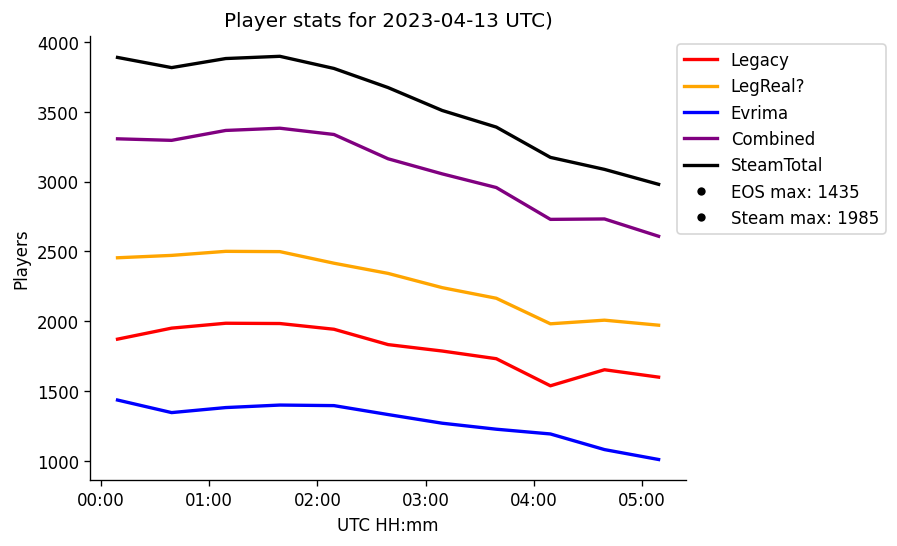 Player stats for 2023-04-13 UTC)
4000
3500
3000
2500
2000
1500
1000
Players
00:00 01:00 02:00 03:00 04:00 05:00
UTC HH:mm
Legacy
LegReal?
Evrima
Combined
SteamTotal
EOS max: 1435
Steam max: 1985